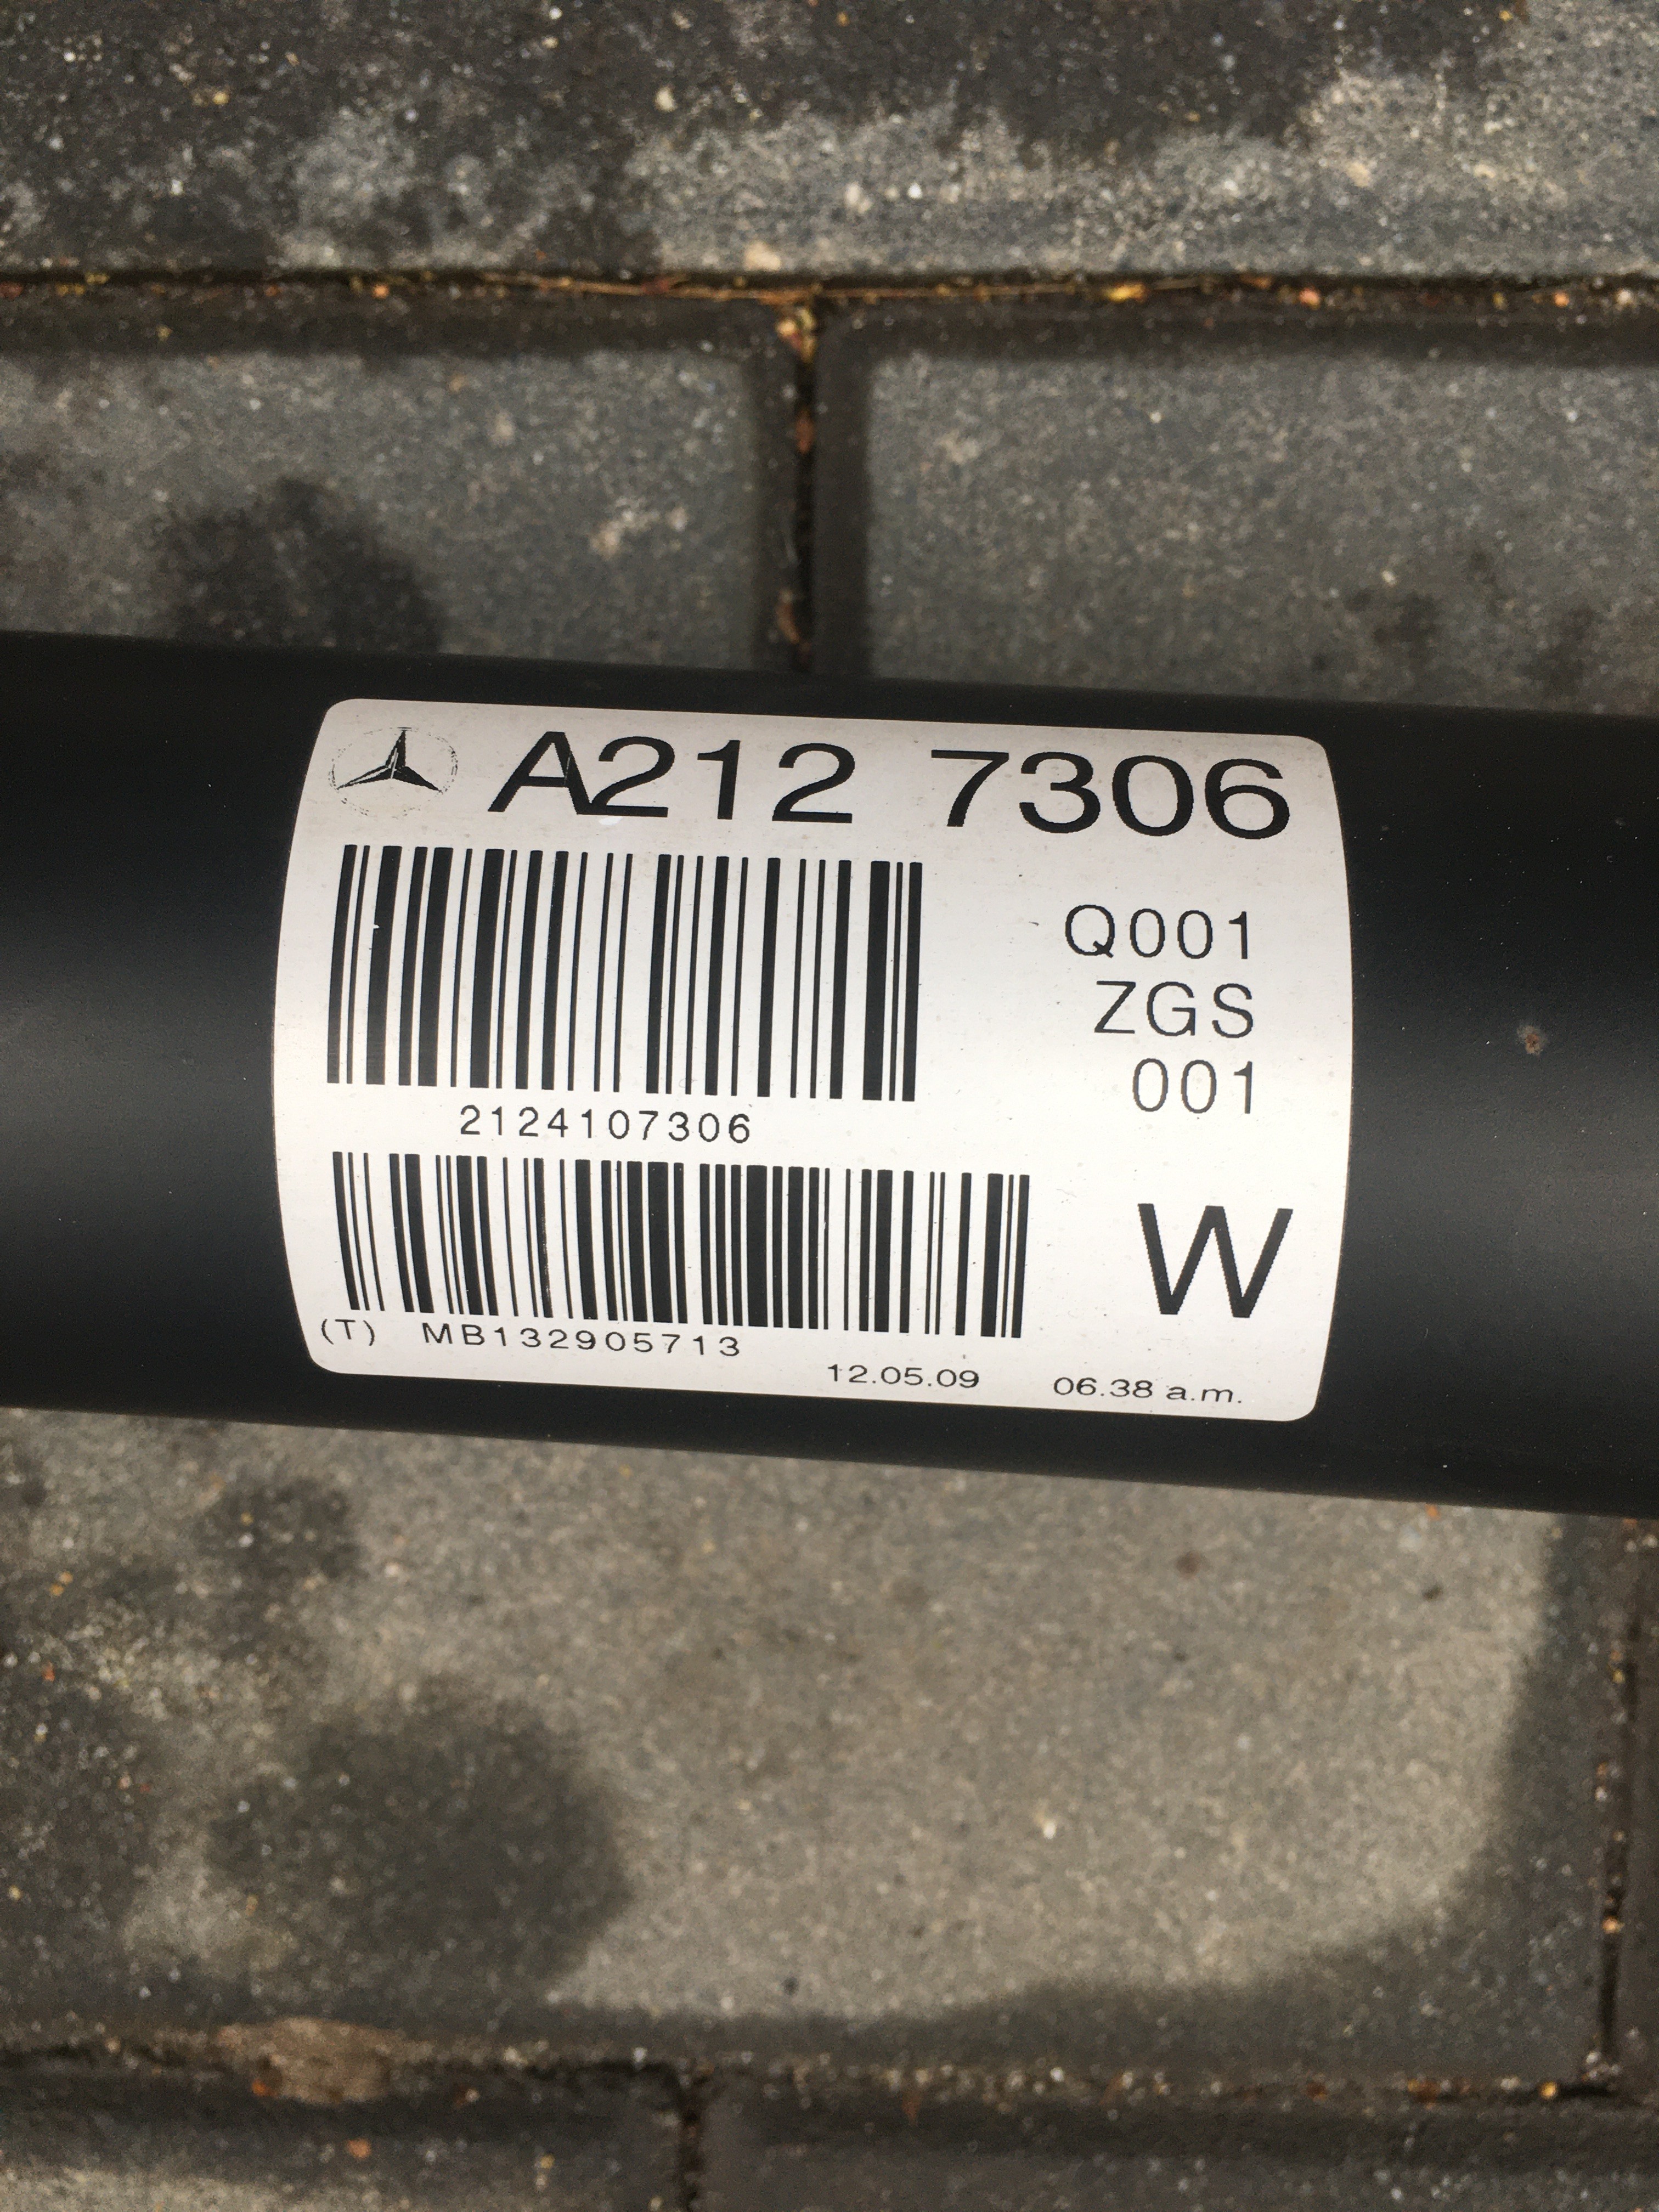 A212 7306
Q001
ZGS
001
2124107306
W
(T) MB132905713
12.05.09 06.38 a.m.